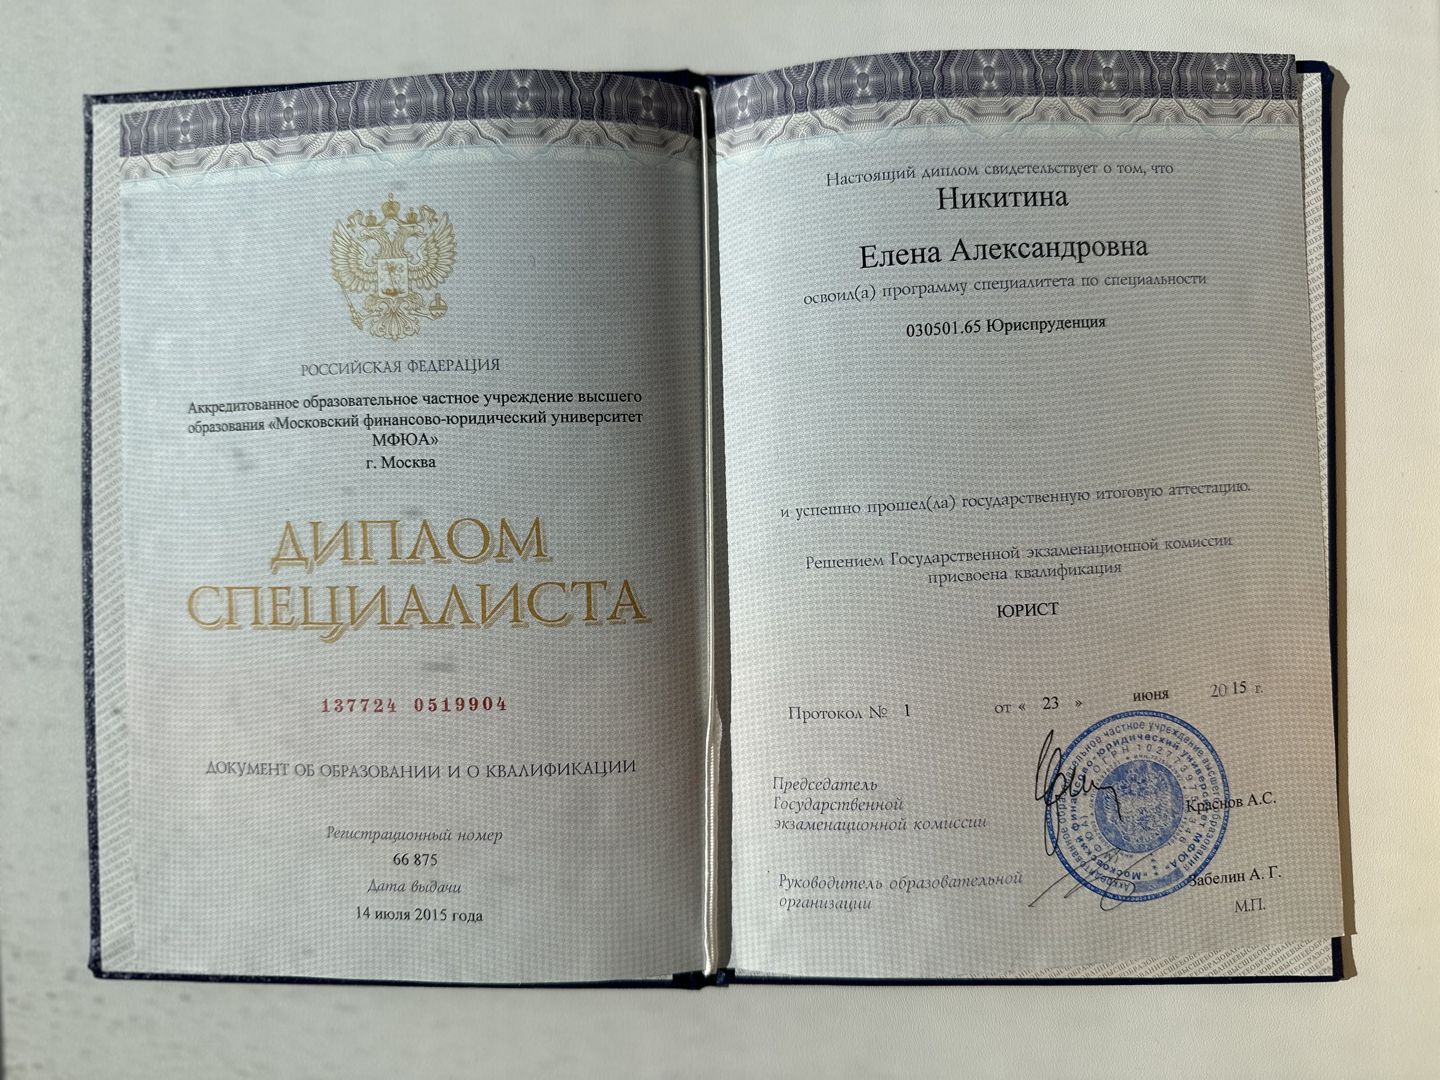 РОССИЙСКАЯ ФЕДЕРАЦИЯ
Аккредитованное образовательное частное учреждение высшего
образования «Московский финансово-юридический университет
МФЮА»
г. Москва
ДИПЛОМ
СПЕЦИАЛИСТА
137724 0519904
ДОКУМЕНТ ОБ ОБРАЗОВАНИИ И О КВАЛИФИКАЦИИ
Регистрационный номер
66 875
Дата выдачи
14 июля 2015 года
Настоящий диплом свидетельствует о том, что
Никитина
Елена Александровна
освоил(а) программу специалитета по специальности
030501.65 Юриспруденция
и успешно прошел(ла) государственную итоговую аттестацию.
Решением Государственной экзаменационной комиссии
присвоена квалификация
ЮРИСТ
Протокол № 1 от « 23 » июня 2015 г.
Председатель
Государственной
экзаменационной комиссии
Краснов А.С.
Руководитель образовательной
организации
Забелин А. Г.
М.П.